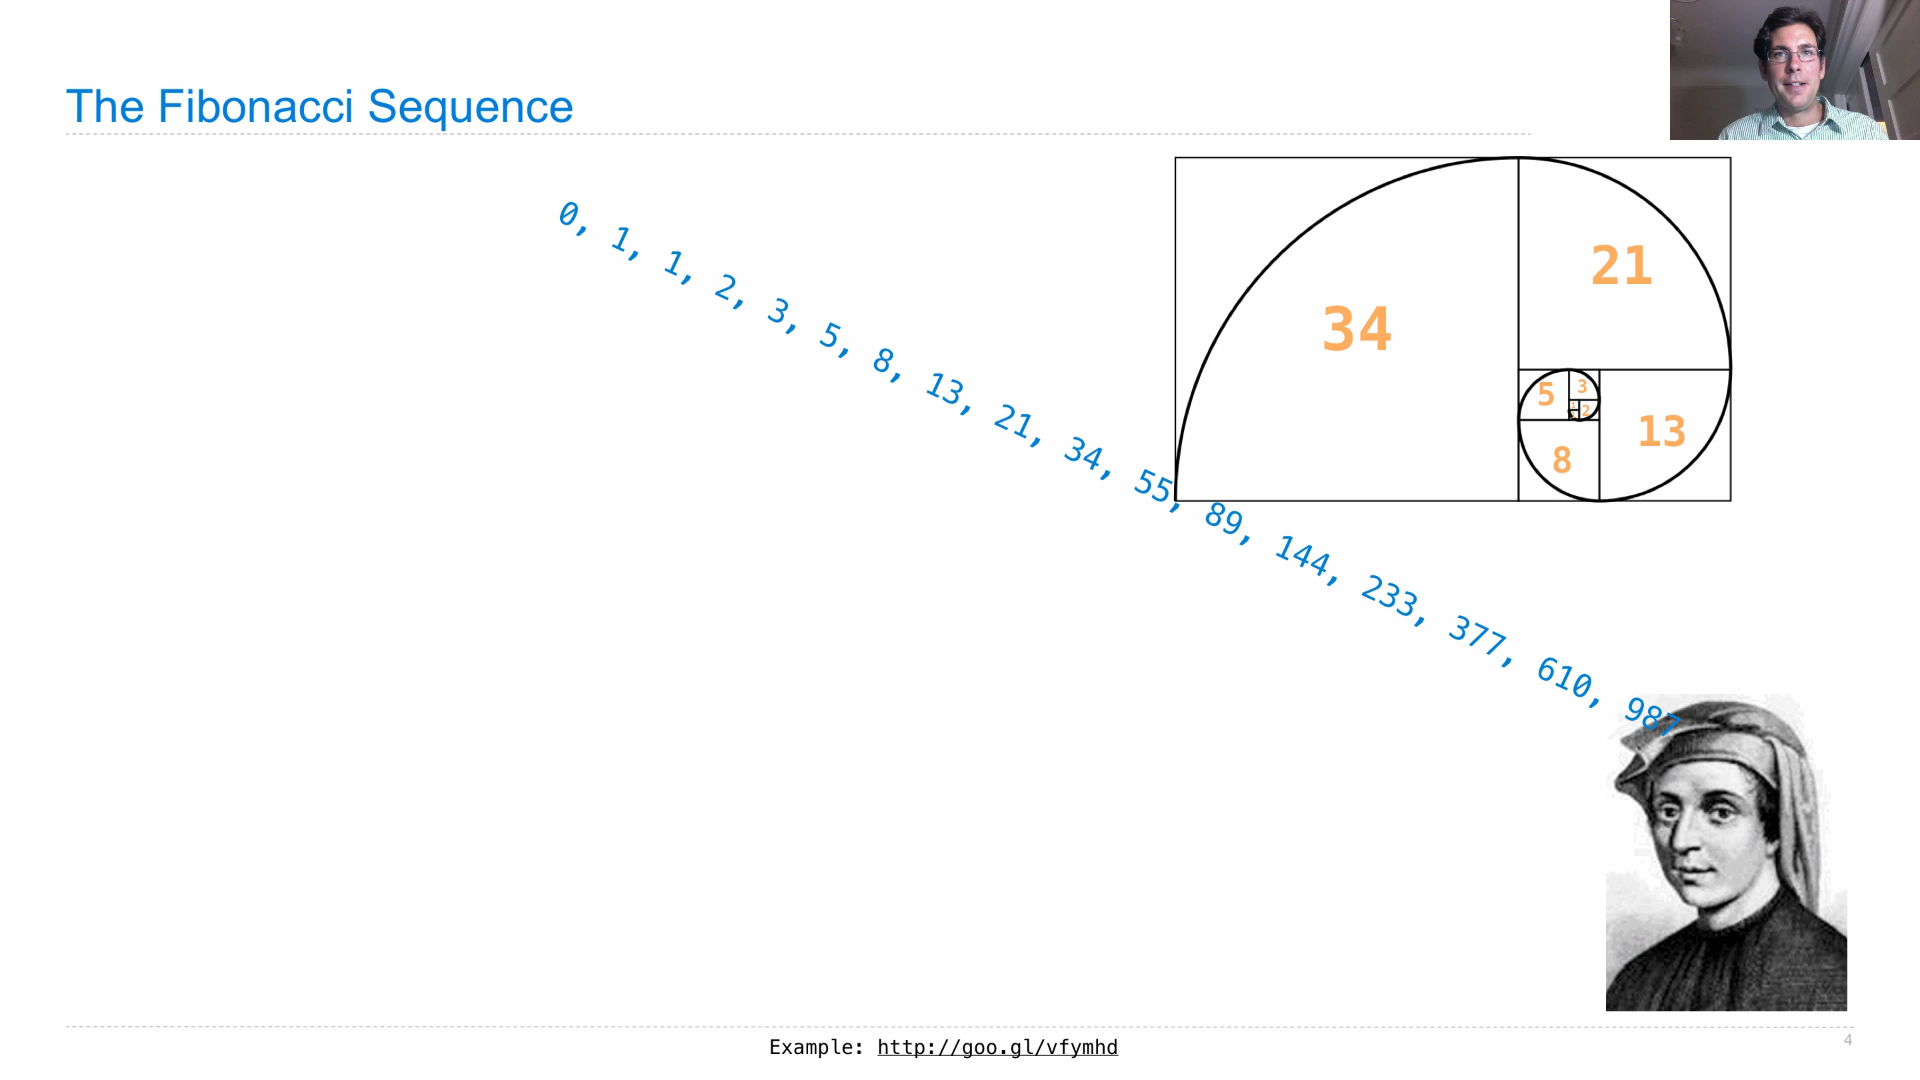 The Fibonacci Sequence
0, 1, 1, 2, 3, 5, 8, 13, 21, 34, 55, 89, 144, 233, 377, 610, 987
21
34
5
3
2
13
8
Example: http://goo.gl/vfymhd
4